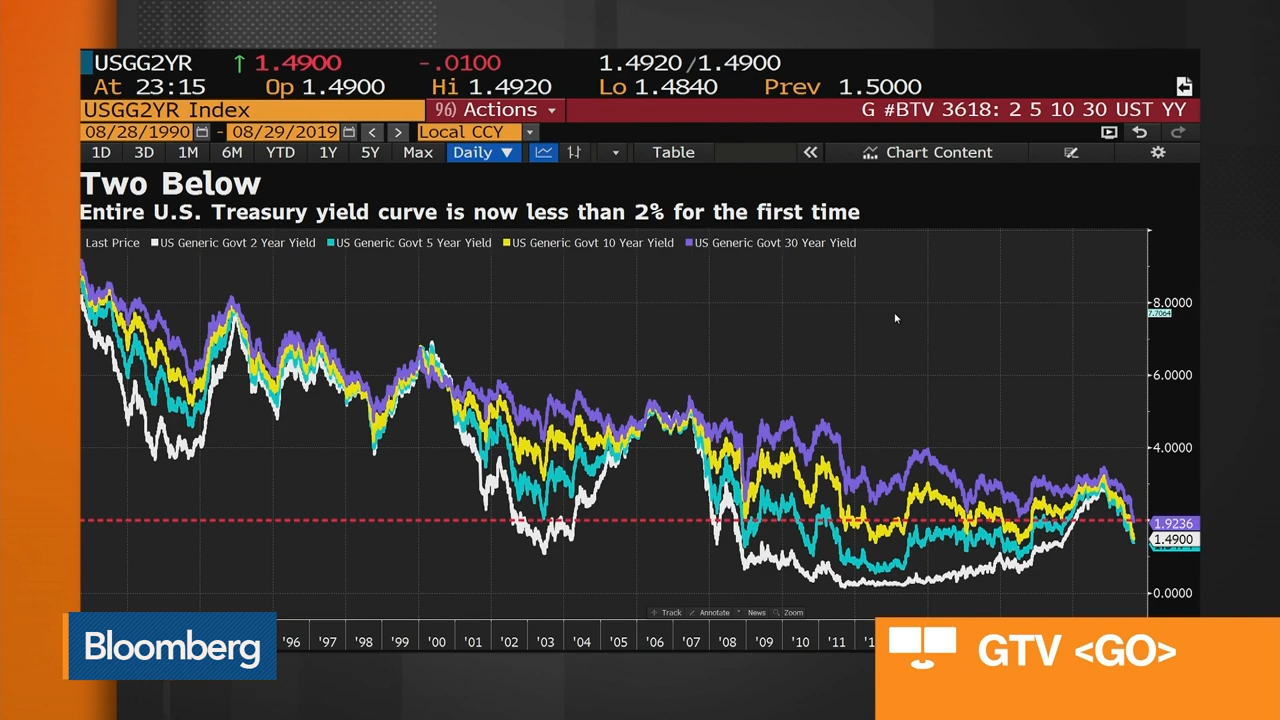 USGG2YR ↑ 1.4900 -.0100 1.4920/1.4900
At 23:15 Op 1.4900 Hi 1.4920 Lo 1.4840 Prev 1.5000
USGG2YR Index 96) Actions G #BTV 3618: 2 5 10 30 UST YY
08/28/1990 - 08/29/2019 < > Local CCY
1D 3D 1M 6M YTD 1Y 5Y Max Daily ▼ Table « Chart Content
Two Below
Entire U.S. Treasury yield curve is now less than 2% for the first time
Last Price US Generic Govt 2 Year Yield US Generic Govt 5 Year Yield US Generic Govt 10 Year Yield US Generic Govt 30 Year Yield
8.0000
7.7064
6.0000
4.0000
1.9236
1.4900
0.0000
Track Annotate News Zoom
'96 '97 '98 '99 '00 '01 '02 '03 '04 '05 '06 '07 '08 '09 '10 '11
Bloomberg
GTV <GO>